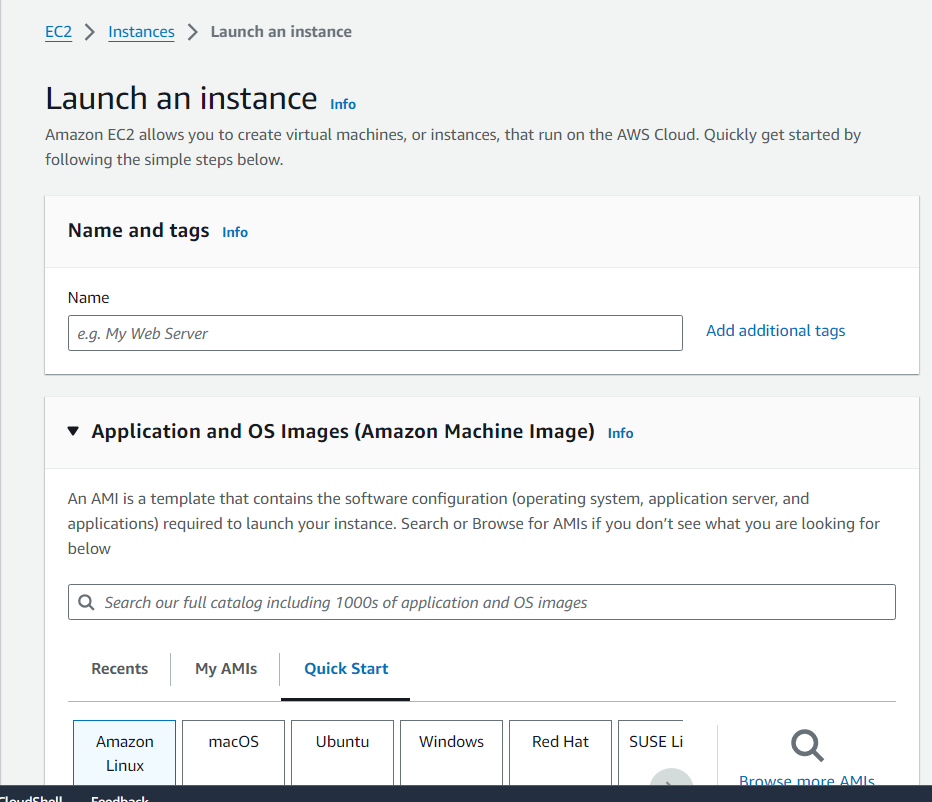 EC2 > Instances > Launch an instance
Launch an instance Info
Amazon EC2 allows you to create virtual machines, or instances, that run on the AWS Cloud. Quickly get started by
following the simple steps below.
Name and tags Info
Name
e.g. My Web Server
Add additional tags
Application and OS Images (Amazon Machine Image) Info
An AMI is a template that contains the software configuration (operating system, application server, and
applications) required to launch your instance. Search or Browse for AMIs if you don’t see what you are looking for
below
Search our full catalog including 1000s of application and OS images
Recents
My AMIs
Quick Start
Amazon
Linux
macOS
Ubuntu
Windows
Red Hat
SUSE Li
Browse more AMIs
CloudShell
Feedback